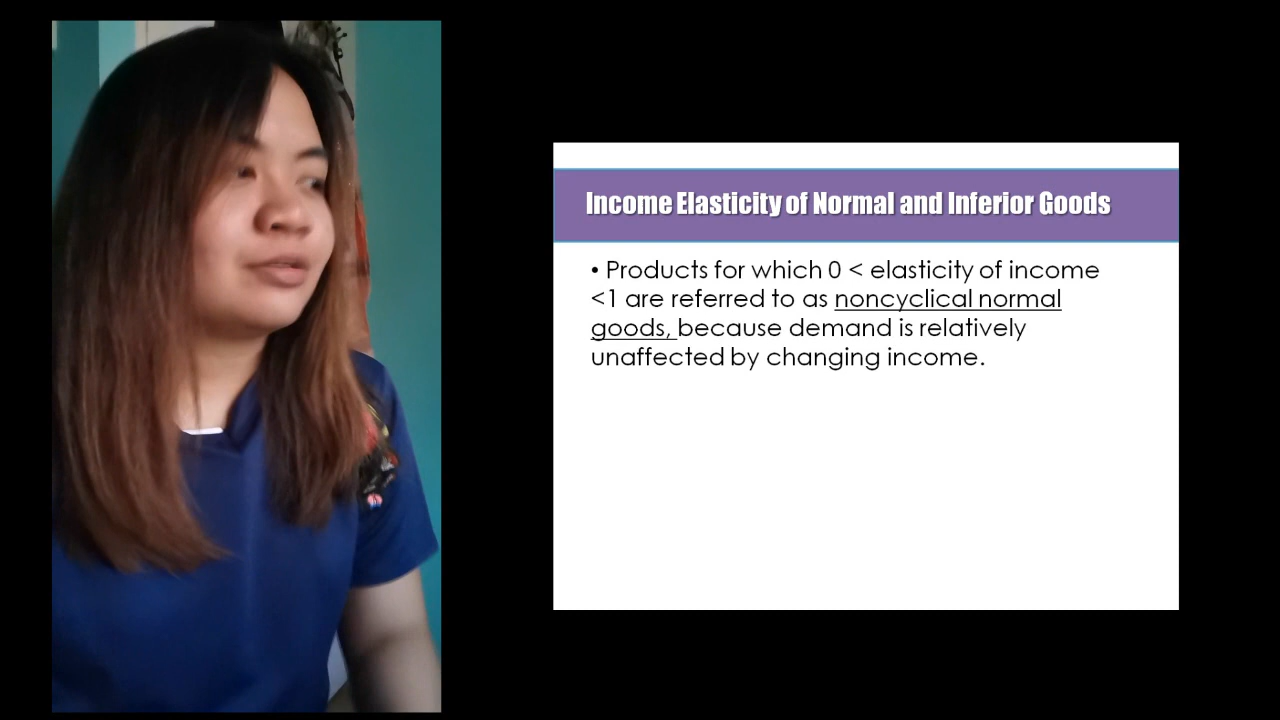 Income Elasticity of Normal and Inferior Goods
• Products for which 0 < elasticity of income
<1 are referred to as noncyclical normal
goods, because demand is relatively
unaffected by changing income.